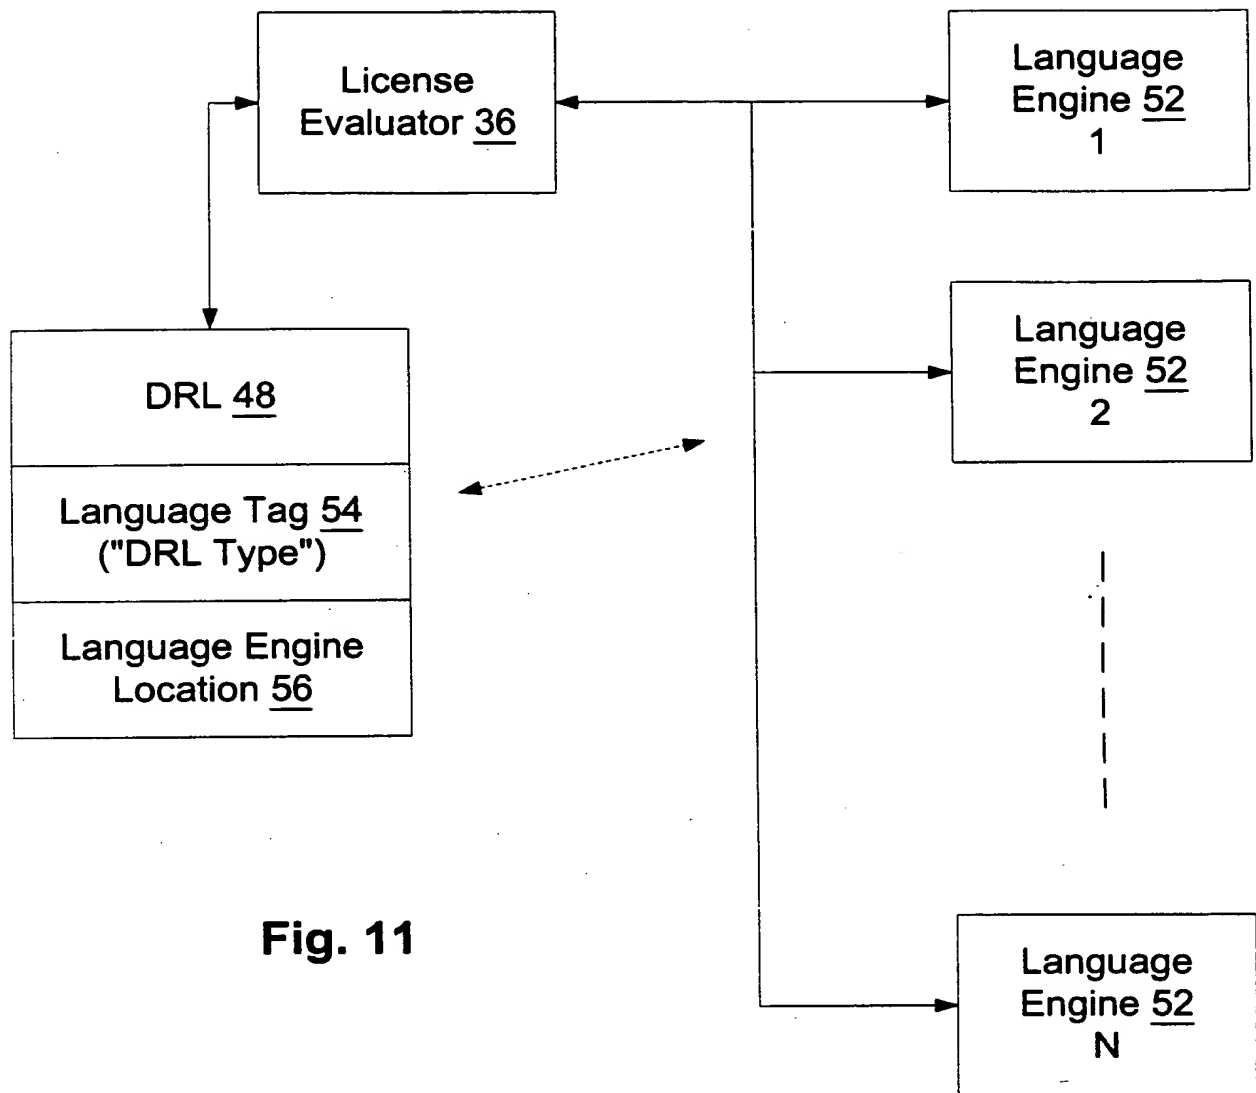 License
Evaluator 36
Language
Engine 52
1
Language
Engine 52
2
DRL 48
Language Tag 54
("DRL Type")
Language Engine
Location 56
Language
Engine 52
N
Fig. 11